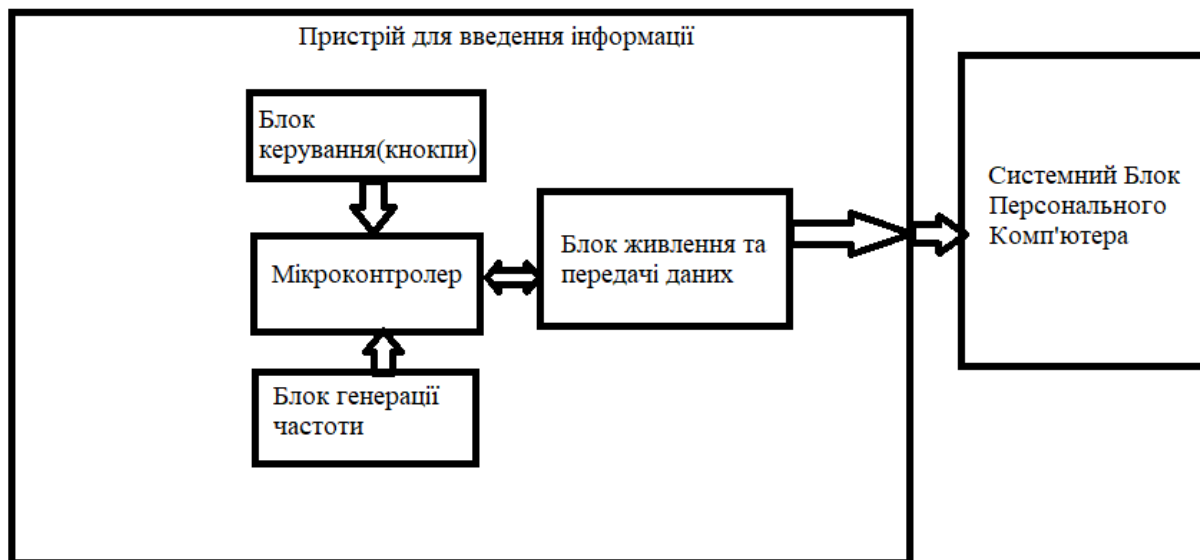 Пристрій для введення інформації
Блок
керування(кнокпи)
Мікроконтролер
Блок генерації
частоти
Блок живлення та
передачі даних
Системний Блок
Персонального
Комп'ютера